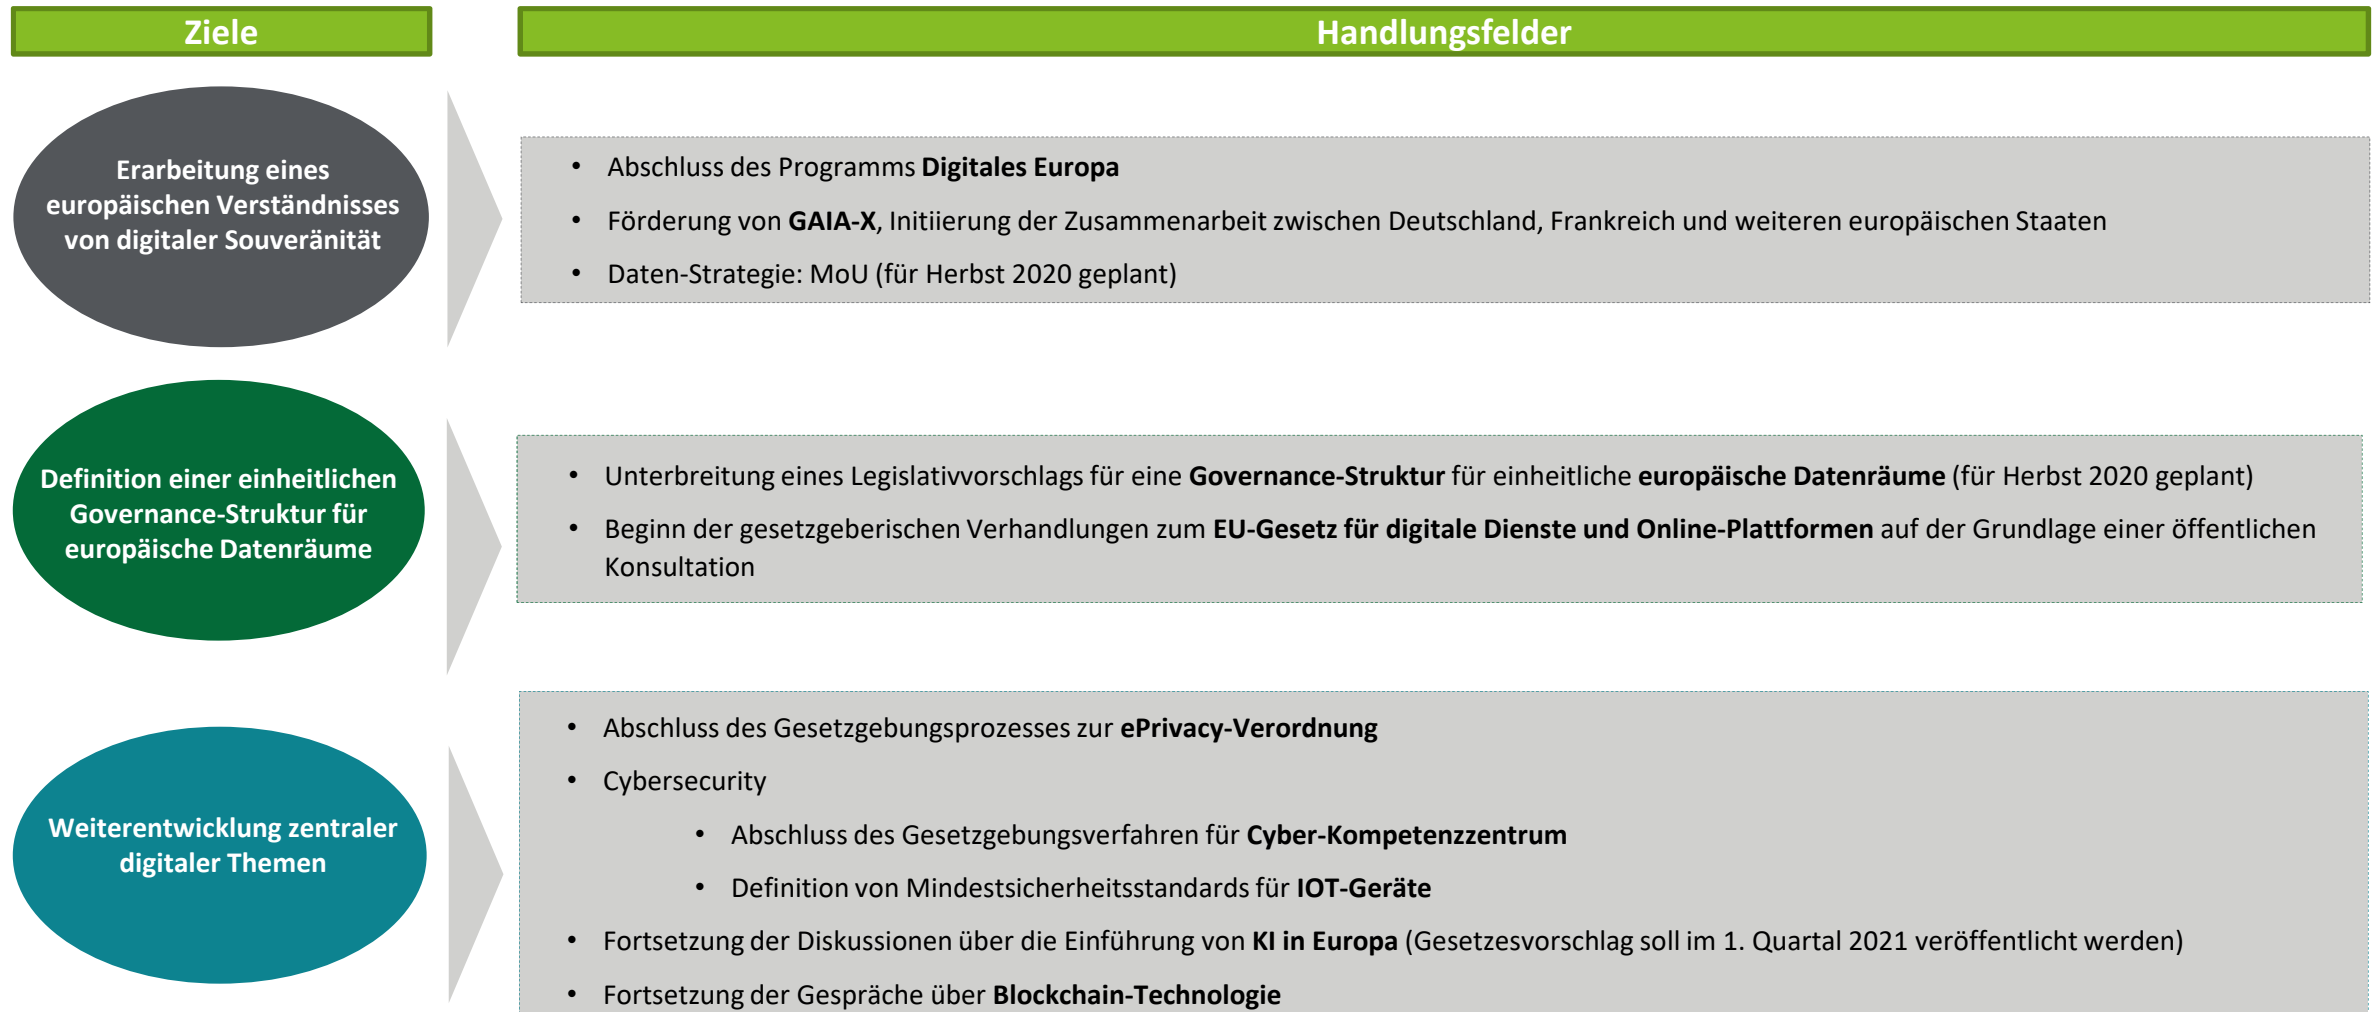 Ziele
Handlungsfelder
Erarbeitung eines
europäischen Verständnisses
von digitaler Souveränität
• Abschluss des Programms Digitales Europa
• Förderung von GAIA-X, Initiierung der Zusammenarbeit zwischen Deutschland, Frankreich und weiteren europäischen Staaten
• Daten-Strategie: MoU (für Herbst 2020 geplant)
Definition einer einheitlichen
Governance-Struktur für
europäische Datenräume
• Unterbreitung eines Legislativvorschlags für eine Governance-Struktur für einheitliche europäische Datenräume (für Herbst 2020 geplant)
• Beginn der gesetzgeberischen Verhandlungen zum EU-Gesetz für digitale Dienste und Online-Plattformen auf der Grundlage einer öffentlichen
Konsultation
Weiterentwicklung zentraler
digitaler Themen
• Abschluss des Gesetzgebungsprozesses zur ePrivacy-Verordnung
• Cybersecurity
• Abschluss des Gesetzgebungsverfahren für Cyber-Kompetenzzentrum
• Definition von Mindestsicherheitsstandards für IOT-Geräte
• Fortsetzung der Diskussionen über die Einführung von KI in Europa (Gesetzesvorschlag soll im 1. Quartal 2021 veröffentlicht werden)
• Fortsetzung der Gespräche über Blockchain-Technologie